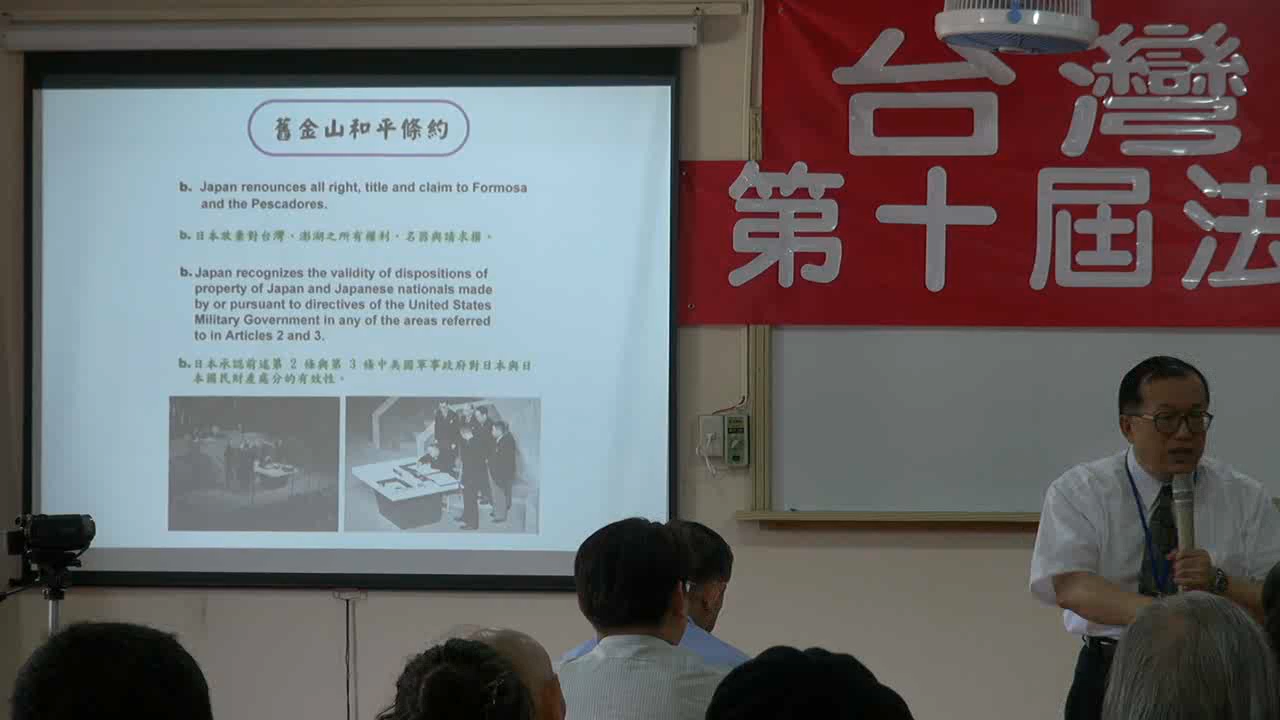 舊金山和平條約
b. Japan renounces all right, title and claim to Formosa
and the Pescadores.
b. 日本放棄對台灣、澎湖之所有權利、名器與請求權。
b. Japan recognizes the validity of dispositions of
property of Japan and Japanese nationals made
by or pursuant to directives of the United States
Military Government in any of the areas referred
to in Articles 2 and 3.
b. 日本承認前述第 2 條與第 3 條中美國軍事政府對日本與日
本國民財產處分的有效性。
台灣
第十屆法